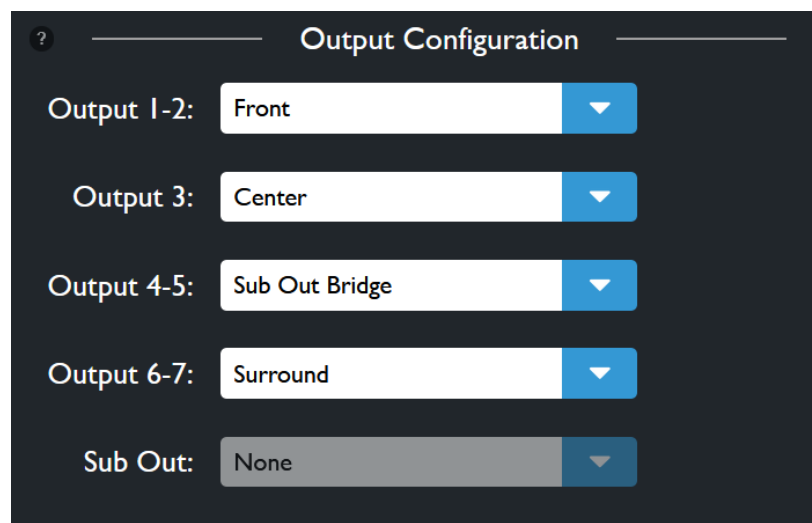 ?
Output Configuration
Output 1-2: Front
Output 3: Center
Output 4-5: Sub Out Bridge
Output 6-7: Surround
Sub Out: None